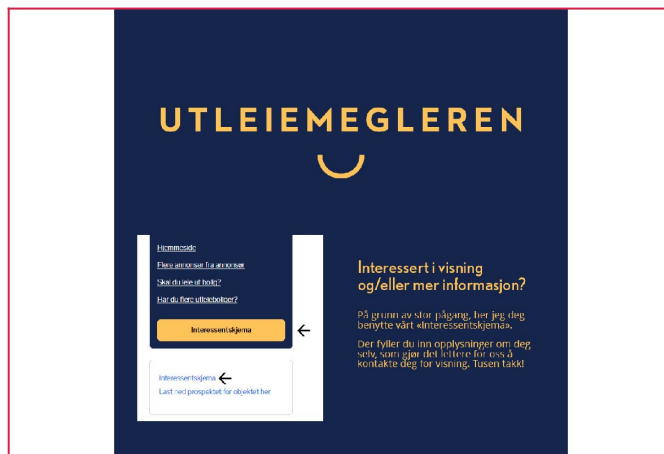 UTLEIEMEGLEREN
Hjemmeside
Flere annonser fra annonsør
Skal du leie ut bolig?
Har du flere utleieboliger?
Interessentskjema
Interessentskjema
Last ned prospektet for objektet her
Interessert i visning
og/eller mer informasjon?
På grunn av stor pågang, ber jeg deg
benytte vårt «Interessentskjema».
Der fyller du inn opplysninger om deg
selv, som gjør det lettere for oss å
kontakte deg for visning. Tusen takk!